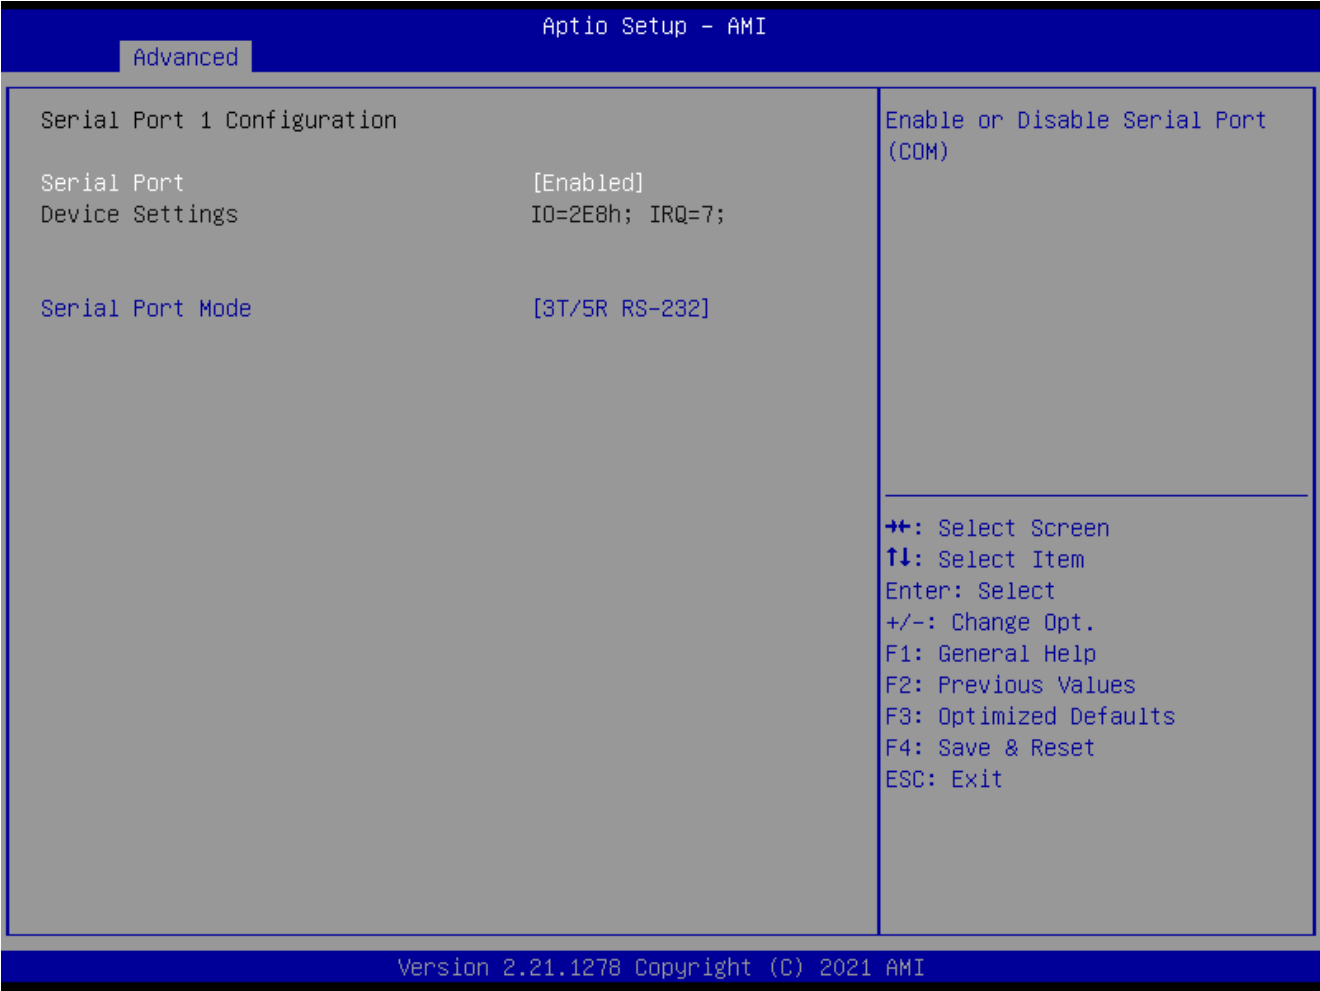 Aptio Setup – AMI
Advanced
Serial Port 1 Configuration
Serial Port [Enabled]
Device Settings IO=2E8h; IRQ=7;
Serial Port Mode [3T/5R RS-232]
Enable or Disable Serial Port
(COM)
→←: Select Screen
↑↓: Select Item
Enter: Select
+/-: Change Opt.
F1: General Help
F2: Previous Values
F3: Optimized Defaults
F4: Save & Reset
ESC: Exit
Version 2.21.1278 Copyright (C) 2021 AMI